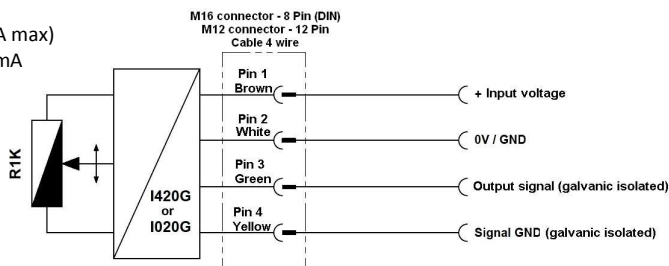 M16 connector - 8 Pin (DIN)
M12 connector - 12 Pin
Cable 4 wire
A max)
mA
Pin 1
Brown
+ Input voltage
Pin 2
White
0V / GND
R1K
Pin 3
Green
Output signal (galvanic isolated)
I420G
or
I020G
Pin 4
Yellow
Signal GND (galvanic isolated)